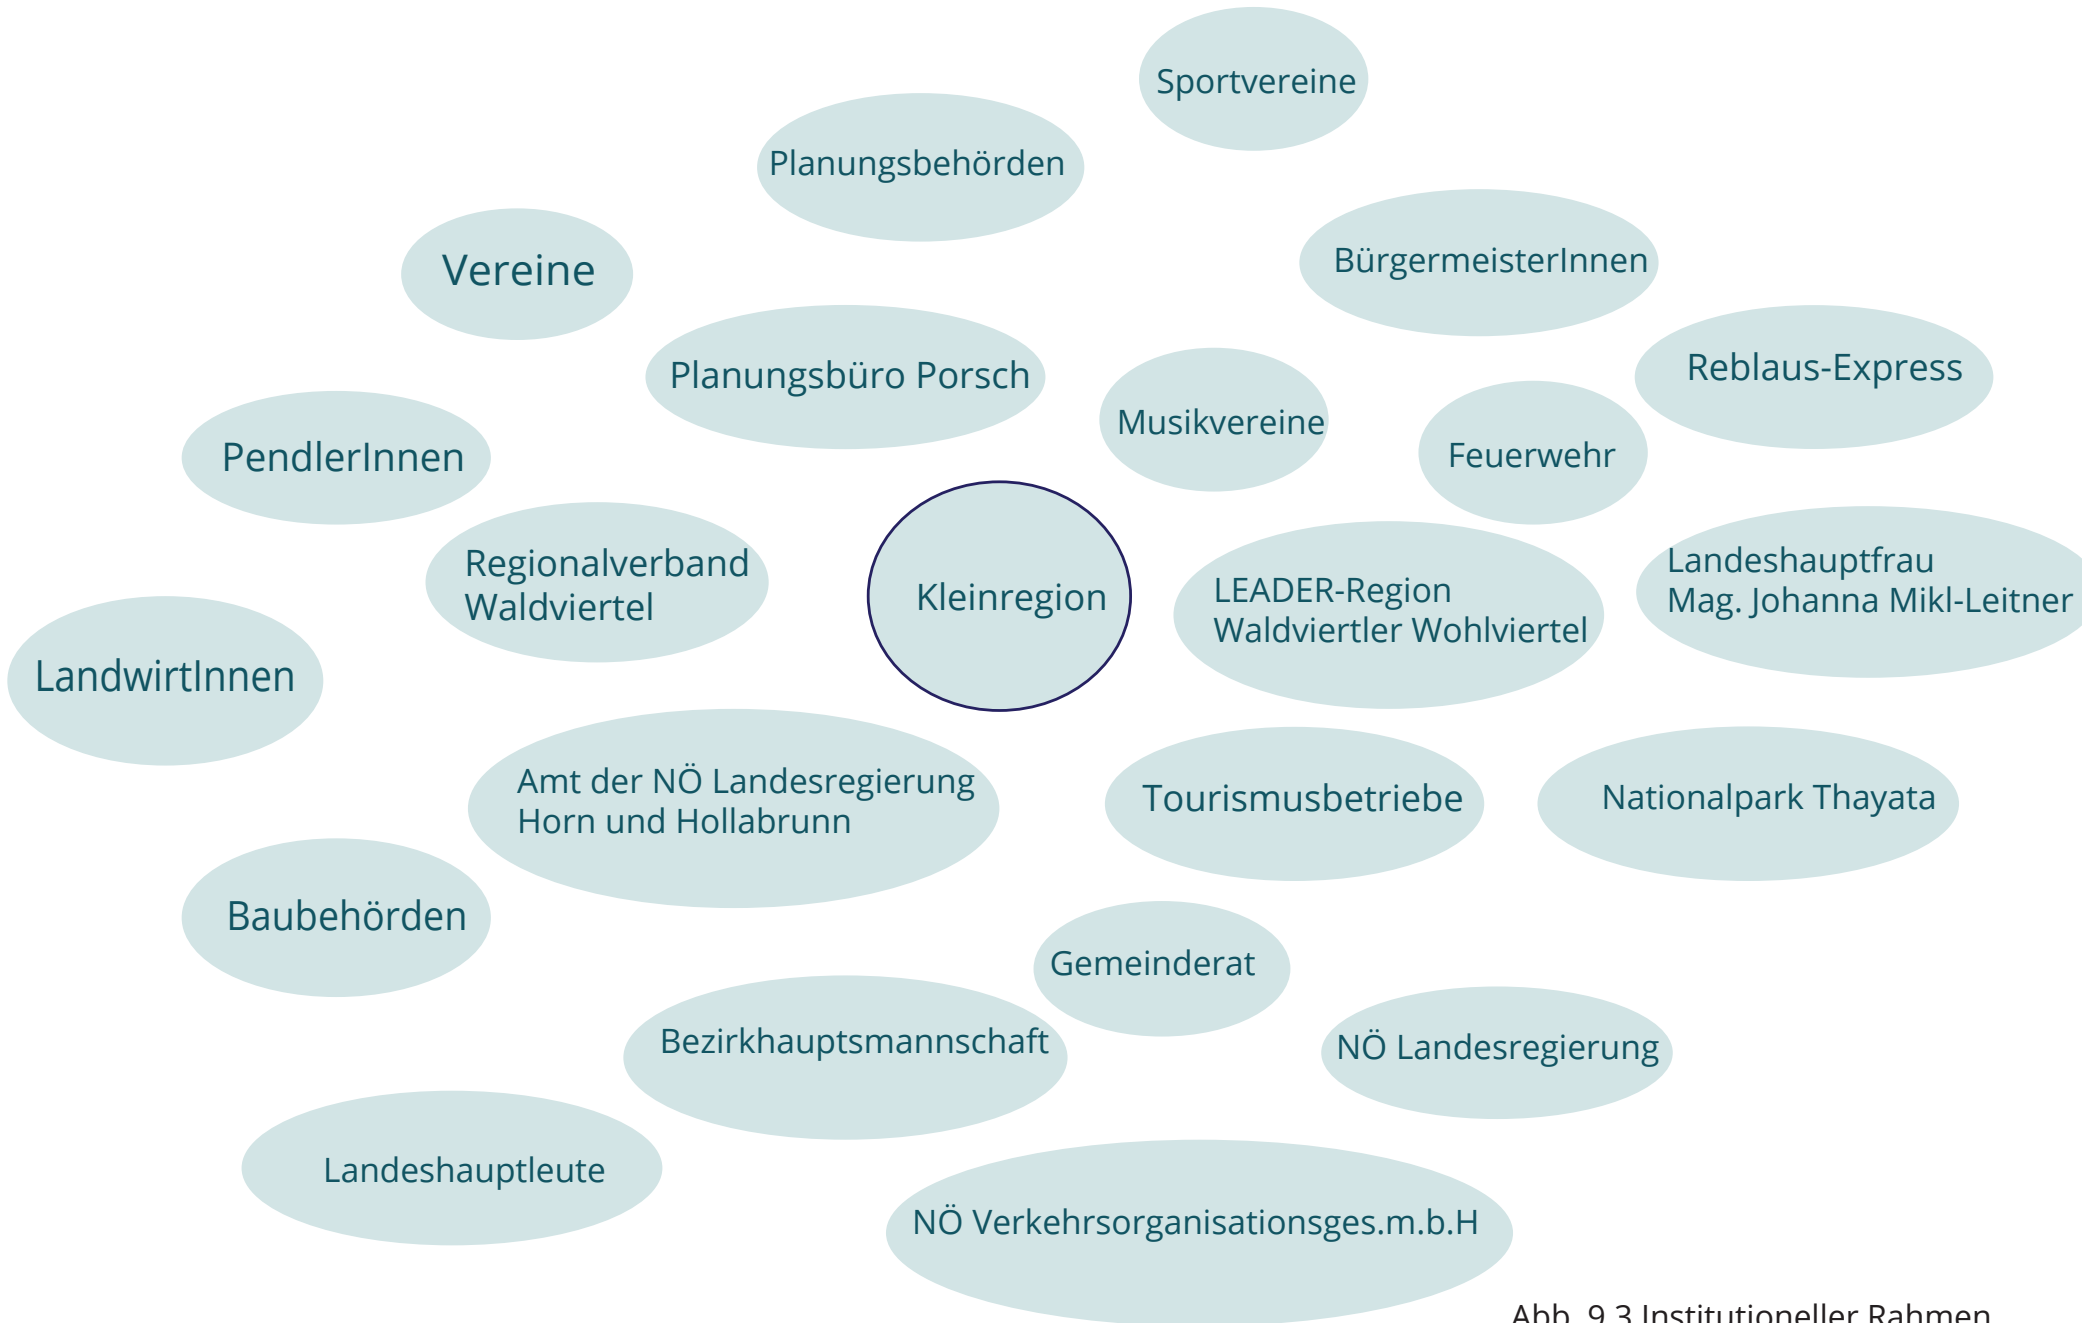 Sportvereine
Planungsbehörden
BürgermeisterInnen
Vereine
Planungsbüro Porsch
Reblaus-Express
Musikvereine
Feuerwehr
PendlerInnen
Regionalverband
Waldviertel
Kleinregion
LEADER-Region
Waldviertler Wohlviertel
Landeshauptfrau
Mag. Johanna Mikl-Leitner
LandwirtInnen
Amt der NÖ Landesregierung
Horn und Hollabrunn
Tourismusbetriebe
Nationalpark Thayata
Baubehörden
Gemeinderat
Bezirkhauptsmannschaft
NÖ Landesregierung
Landeshauptleute
NÖ Verkehrsorganisationsges.m.b.H
Abb. 9.3 Institutioneller Rahmen